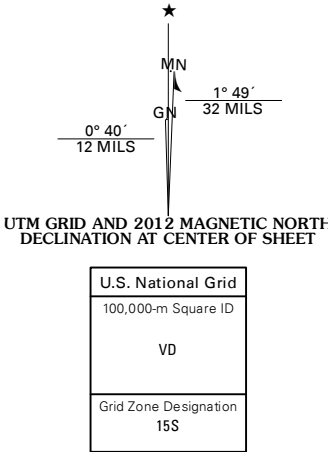 ★
MN
GN
1° 49´
32 MILS
0° 40´
12 MILS
UTM GRID AND 2012 MAGNETIC NORTH
DECLINATION AT CENTER OF SHEET
U.S. National Grid
100,000-m Square ID
VD
Grid Zone Designation
15S